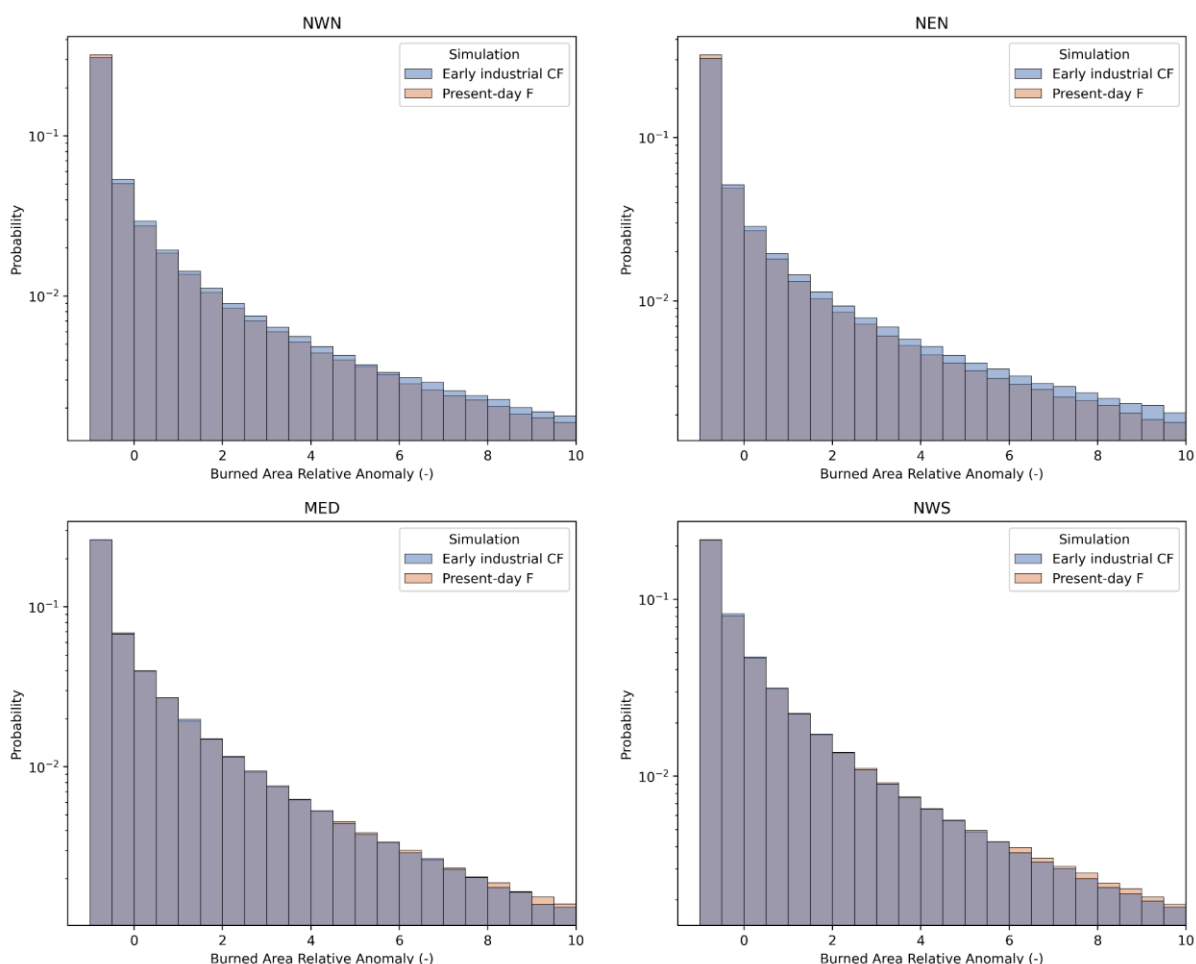 NWN
Simulation
Early industrial CF
Present-day F
10⁻¹
10⁻²
Probability
0 2 4 6 8 10
Burned Area Relative Anomaly (-)
NEN
Simulation
Early industrial CF
Present-day F
10⁻¹
10⁻²
Probability
0 2 4 6 8 10
Burned Area Relative Anomaly (-)
MED
Simulation
Early industrial CF
Present-day F
10⁻¹
10⁻²
Probability
0 2 4 6 8 10
Burned Area Relative Anomaly (-)
NWS
Simulation
Early industrial CF
Present-day F
10⁻¹
10⁻²
Probability
0 2 4 6 8 10
Burned Area Relative Anomaly (-)